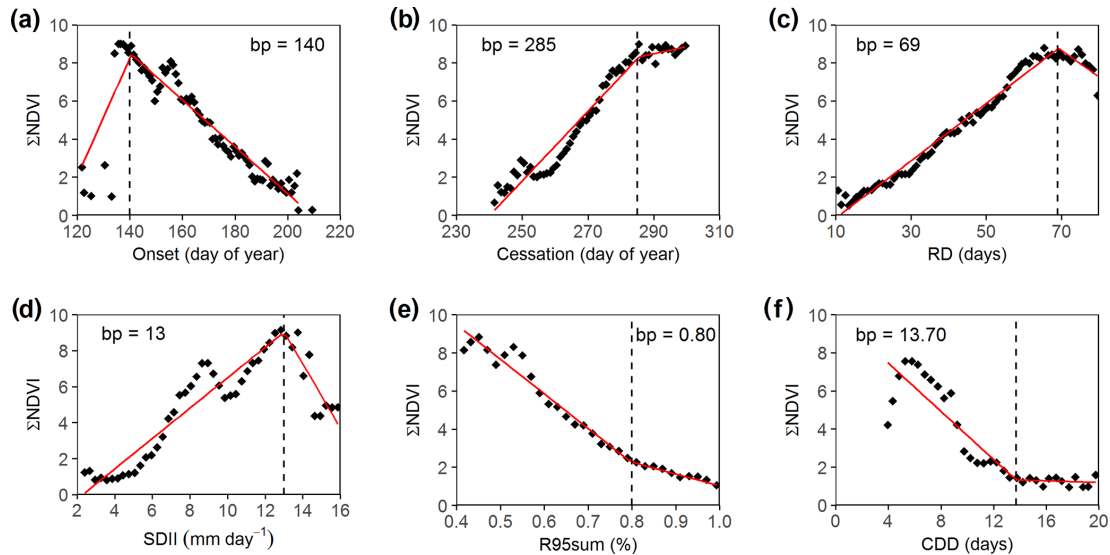 (a)
bp = 140
ΣNDVI
10
8
6
4
2
0
120 140 160 180 200 220
Onset (day of year)
(b)
bp = 285
ΣNDVI
10
8
6
4
2
0
230 250 270 290 310
Cessation (day of year)
(c)
bp = 69
ΣNDVI
10
8
6
4
2
0
10 30 50 70
RD (days)
(d)
bp = 13
ΣNDVI
10
8
6
4
2
0
2 4 6 8 10 12 14 16
SDII (mm day⁻¹)
(e)
bp = 0.80
ΣNDVI
10
8
6
4
2
0
0.4 0.5 0.6 0.7 0.8 0.9 1.0
R95sum (%)
(f)
bp = 13.70
ΣNDVI
10
8
6
4
2
0
0 4 8 12 16 20
CDD (days)